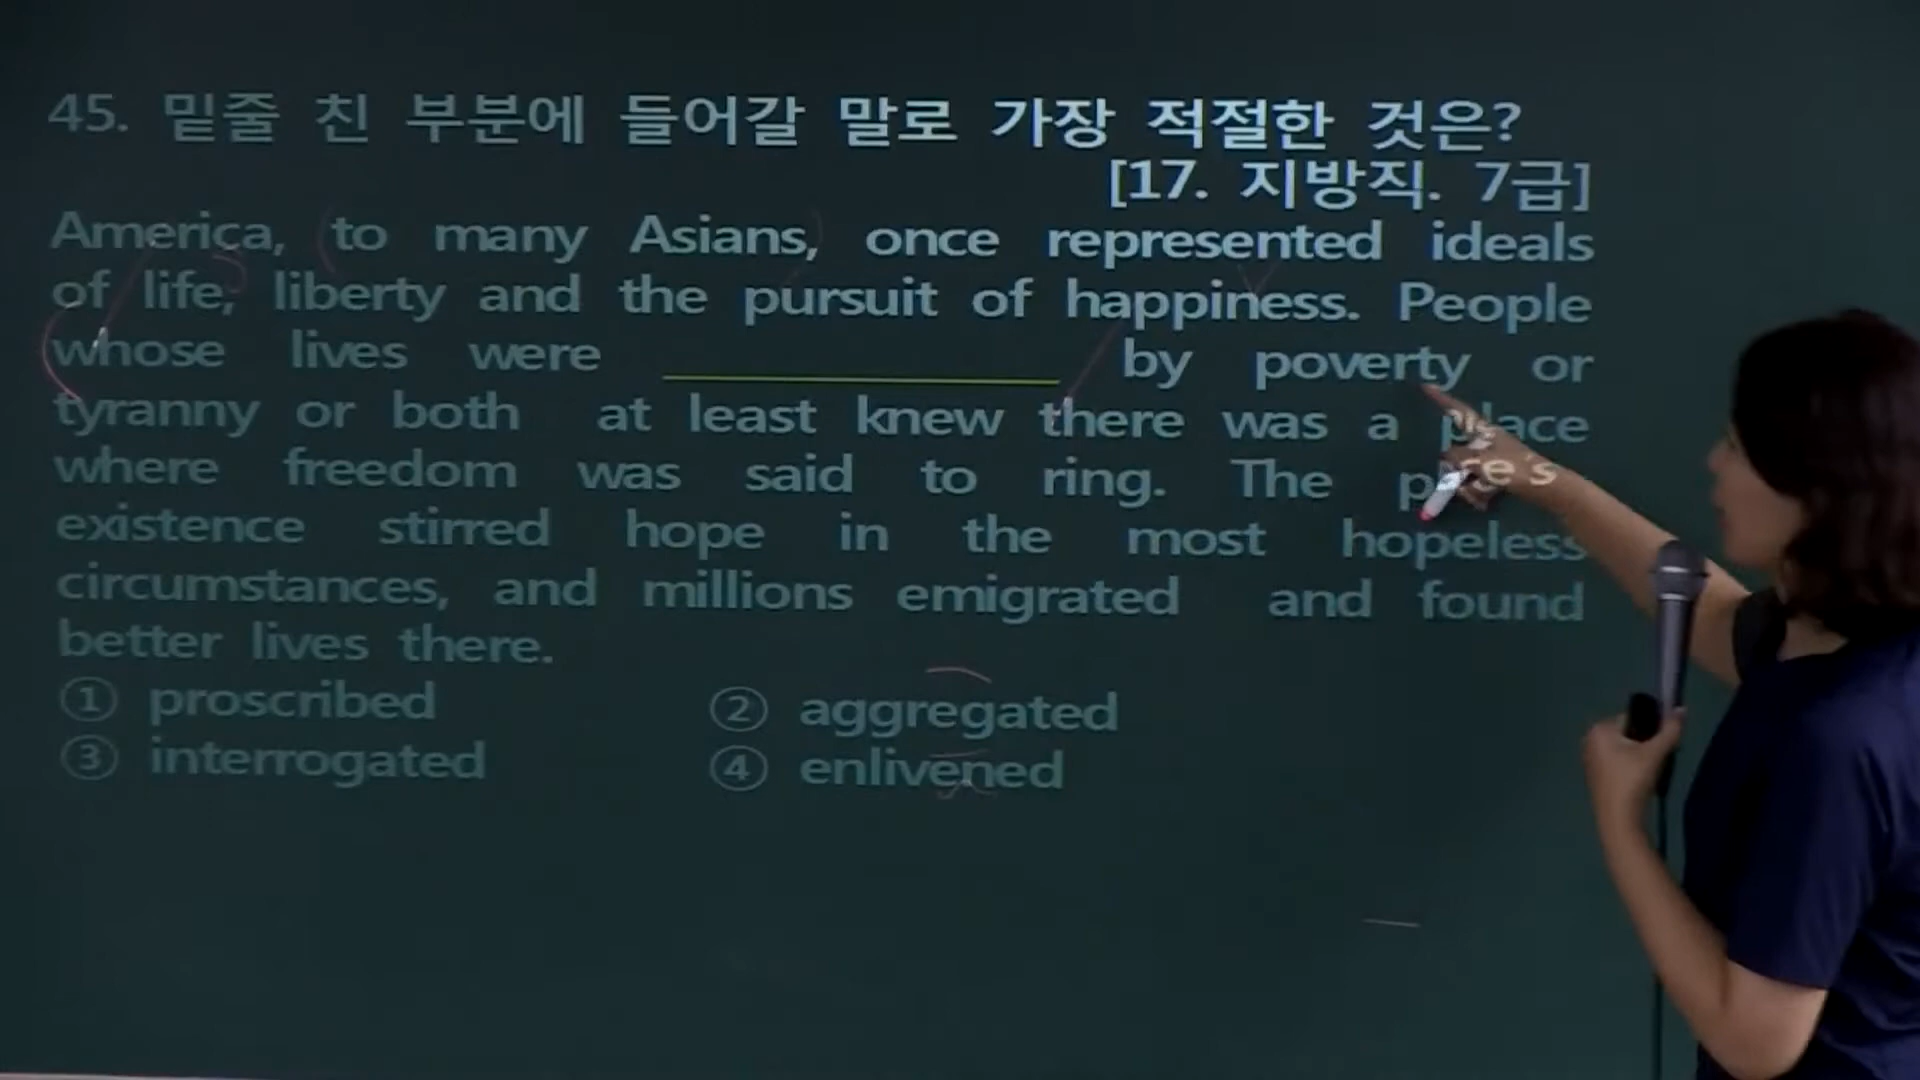 45. 밑줄 친 부분에 들어갈 말로 가장 적절한 것은?
[17. 지방직. 7급]
America, to many Asians, once represented ideals
of life, liberty and the pursuit of happiness. People
whose lives were ____________ by poverty or
tyranny or both at least knew there was a place
where freedom was said to ring. The
existence stirred hope in the most hopeless
circumstances, and millions emigrated and found
better lives there.
① proscribed ② aggregated
③ interrogated ④ enlivened